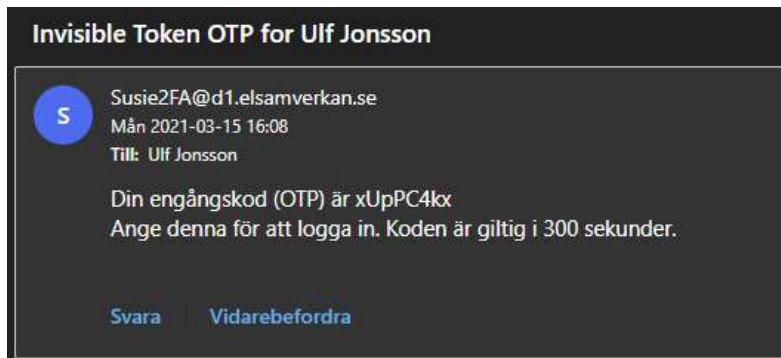 Invisible Token OTP for Ulf Jonsson
S
Susie2FA@d1.elsamverkan.se
Mån 2021-03-15 16:08
Till: Ulf Jonsson
Din engångskod (OTP) är xUpPC4kx
Ange denna för att logga in. Koden är giltig i 300 sekunder.
Svara Vidarebefordra